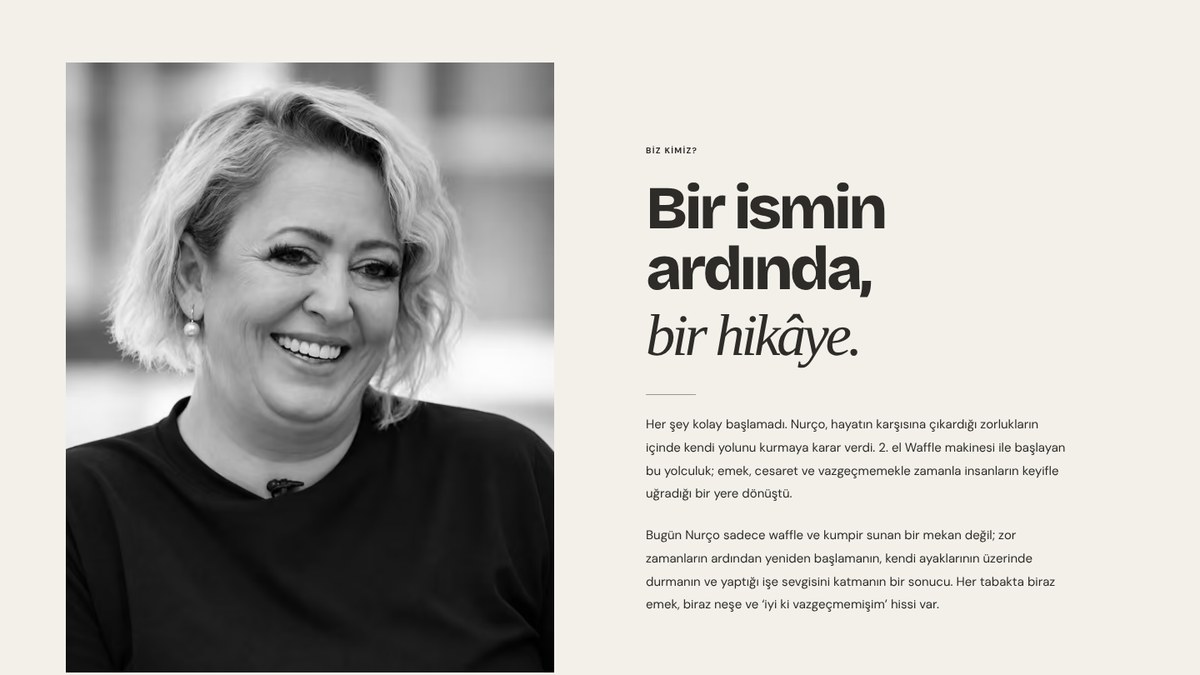 BİZ KİMİZ?
Bir ismin
ardında,
bir hikâye.
Her şey kolay başlamadı. Nurço, hayatın karşısına çıkardığı zorlukların
içinde kendi yolunu kurmaya karar verdi. 2. el Waffle makinesi ile başlayan
bu yolculuk; emek, cesaret ve vazgeçmemekle zamanla insanların keyifle
uğradığı bir yere dönüştü.
Bugün Nurço sadece waffle ve kumpir sunan bir mekan değil; zor
zamanların ardından yeniden başlamanın, kendi ayaklarının üzerinde
durmanın ve yaptığı işe sevgisini katmanın bir sonucu. Her tabakta biraz
emek, biraz neşe ve ‘iyi ki vazgeçmemişim’ hissi var.